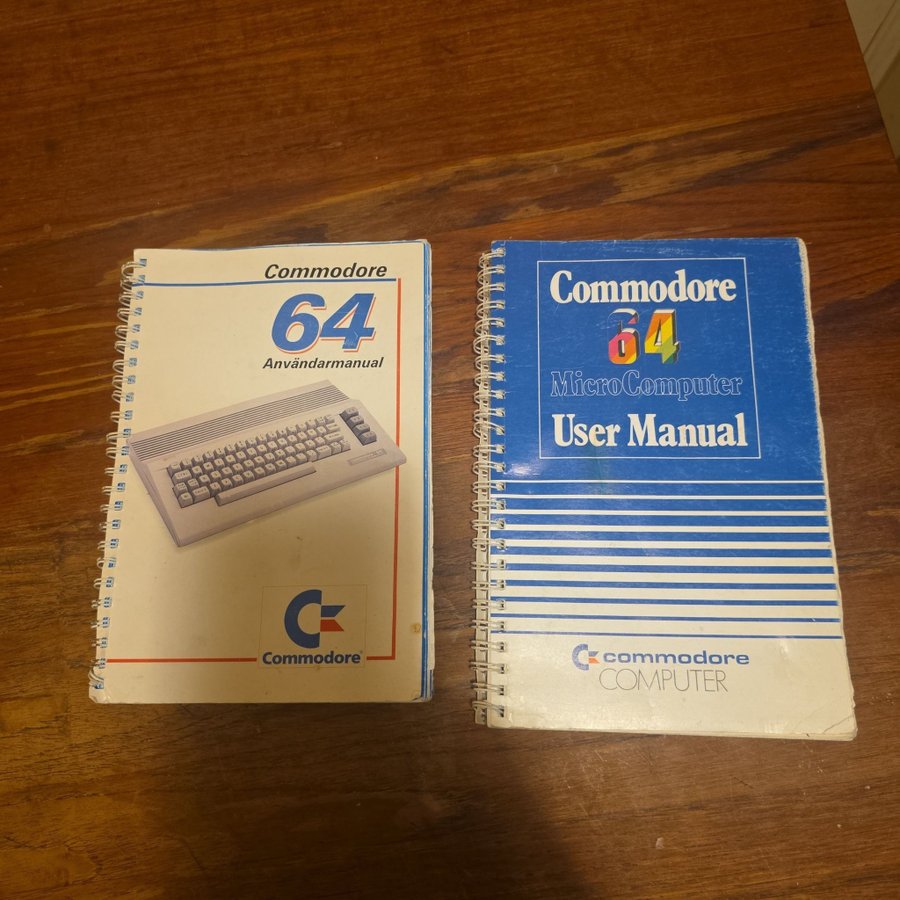 Commodore
64
Användarmanual
Commodore
Commodore
64
MicroComputer
User Manual
commodore
COMPUTER